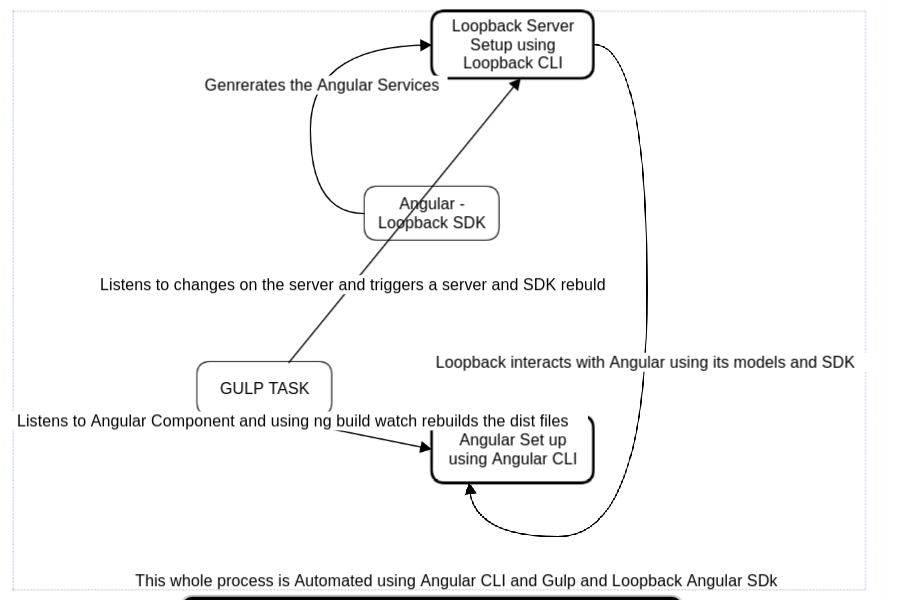 Loopback Server
Setup using
Loopback CLI
Genrerates the Angular Services
Angular -
Loopback SDK
Listens to changes on the server and triggers a server and SDK rebuld
Loopback interacts with Angular using its models and SDK
GULP TASK
Listens to Angular Component and using ng build watch rebuilds the dist files
Angular Set up
using Angular CLI
This whole process is Automated using Angular CLI and Gulp and Loopback Angular SDk